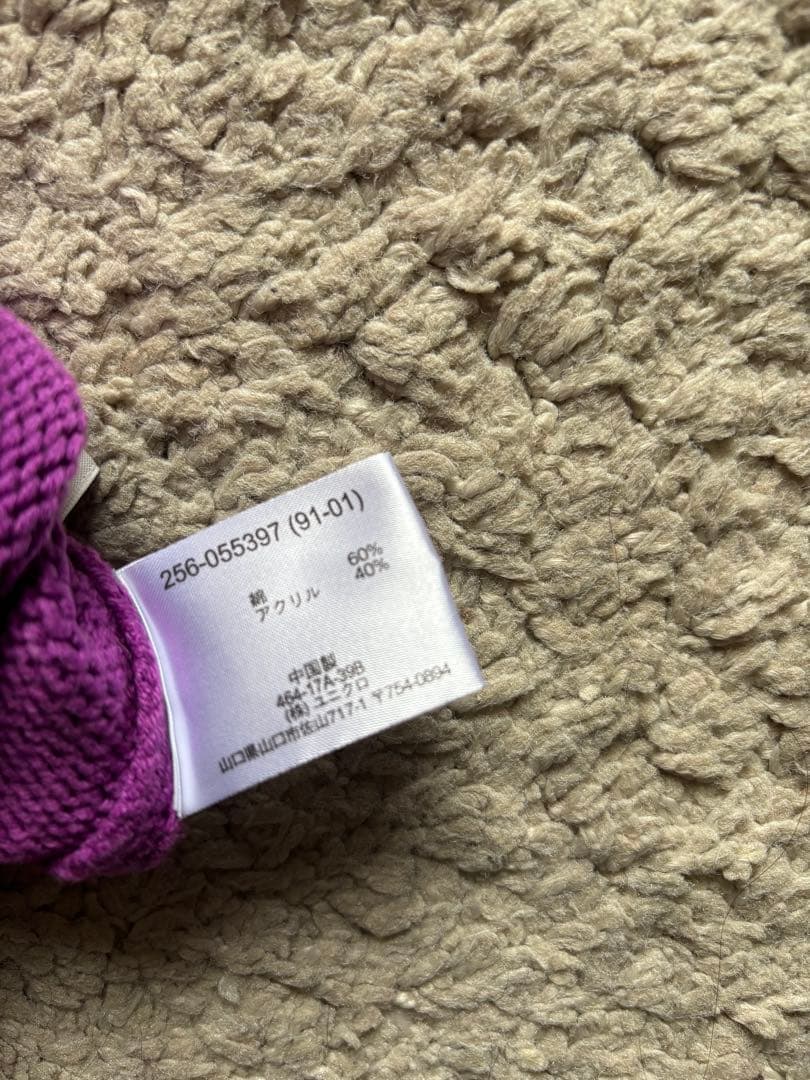 256-055397 (91-01)
綿 60%
アクリル 40%
中国製
464-17A-39B
(株) ユニクロ
山口県山口市佐山717-1 〒754-0894